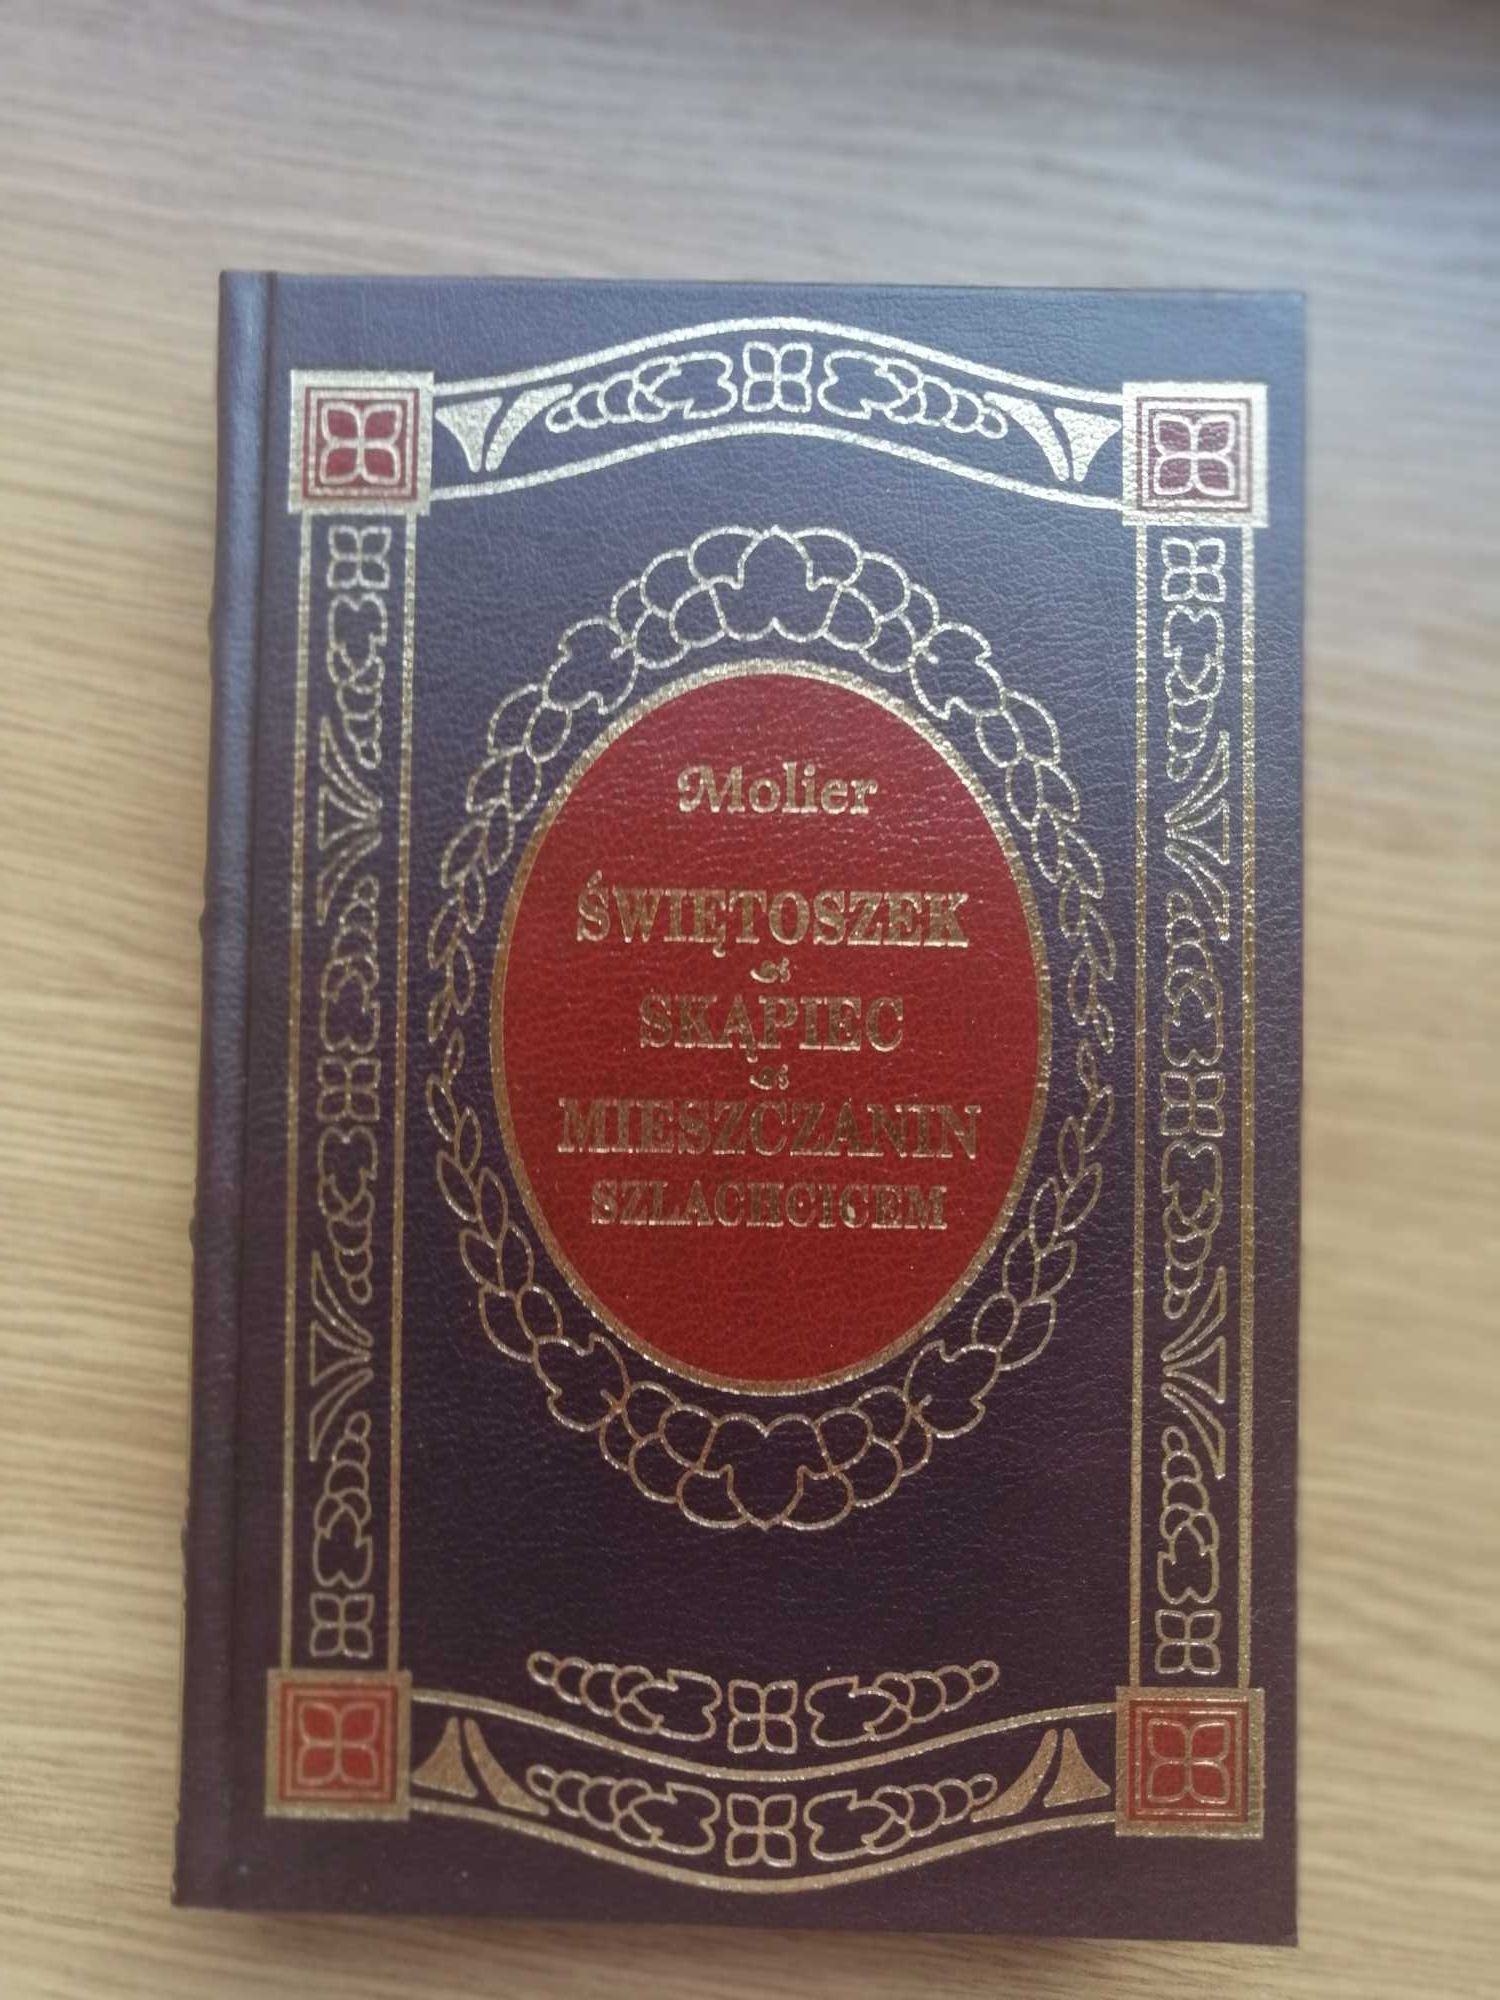 Molier
ŚWIĘTOSZEK
SKĄPIEC
MIESZCZANIN
SZLACHCICEM